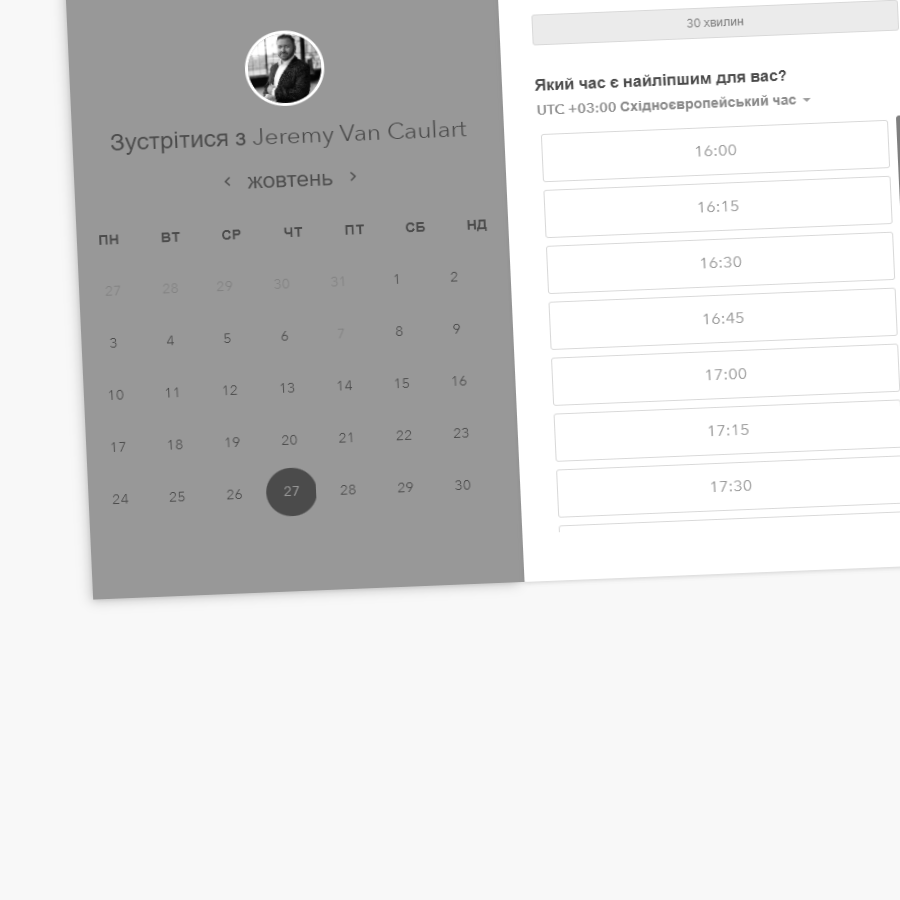 Зустрітися з Jeremy Van Caulart
жовтень
ПН ВТ СР ЧТ ПТ СБ НД
27 28 29 30 31 1 2
3 4 5 6 7 8 9
10 11 12 13 14 15 16
17 18 19 20 21 22 23
24 25 26 27 28 29 30
30 хвилин
Який час є найліпшим для вас?
UTC +03:00 Східноєвропейський час
16:00
16:15
16:30
16:45
17:00
17:15
17:30